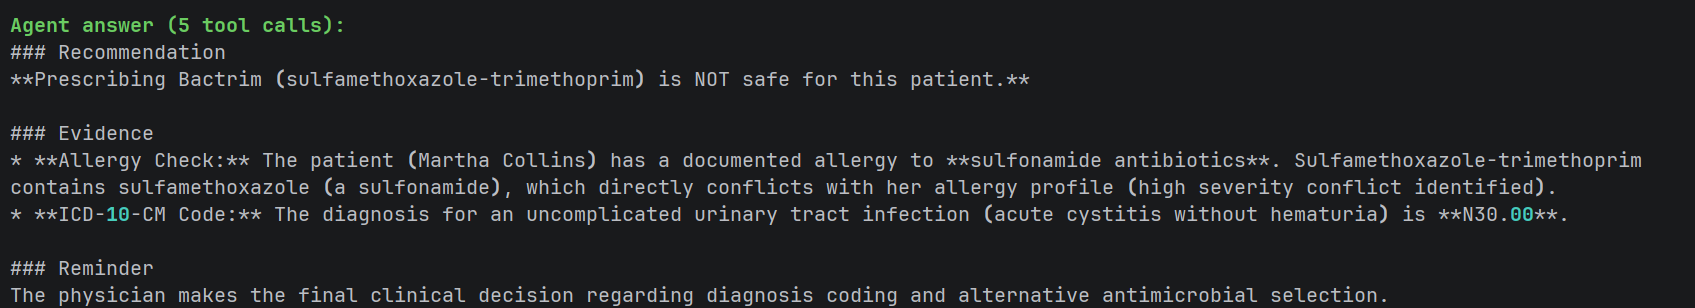 Agent answer (5 tool calls):
### Recommendation
**Prescribing Bactrim (sulfamethoxazole-trimethoprim) is NOT safe for this patient.**
### Evidence
* **Allergy Check:** The patient (Martha Collins) has a documented allergy to **sulfonamide antibiotics**. Sulfamethoxazole-trimethoprim
contains sulfamethoxazole (a sulfonamide), which directly conflicts with her allergy profile (high severity conflict identified).
* **ICD-10-CM Code:** The diagnosis for an uncomplicated urinary tract infection (acute cystitis without hematuria) is **N30.00**.
### Reminder
The physician makes the final clinical decision regarding diagnosis coding and alternative antimicrobial selection.